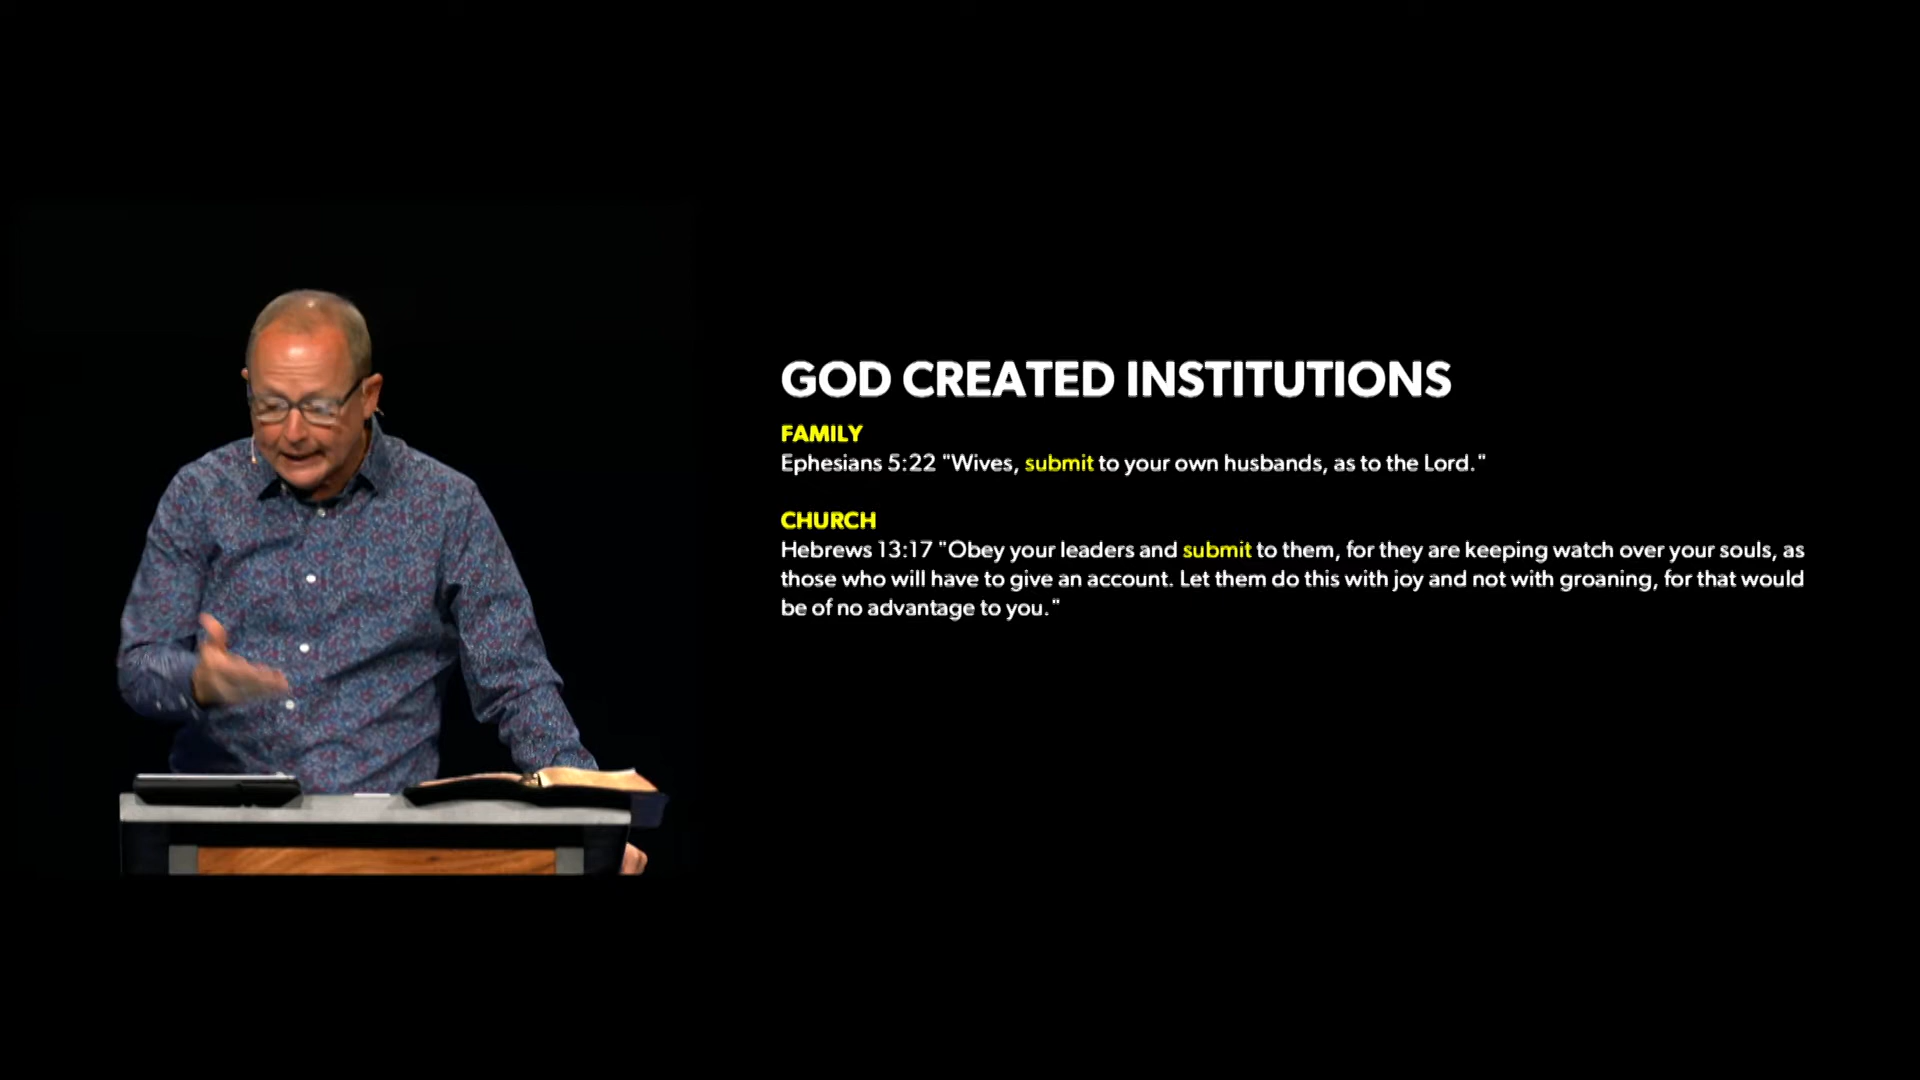 GOD CREATED INSTITUTIONS
FAMILY
Ephesians 5:22 "Wives, submit to your own husbands, as to the Lord."
CHURCH
Hebrews 13:17 "Obey your leaders and submit to them, for they are keeping watch over your souls, as
those who will have to give an account. Let them do this with joy and not with groaning, for that would
be of no advantage to you."